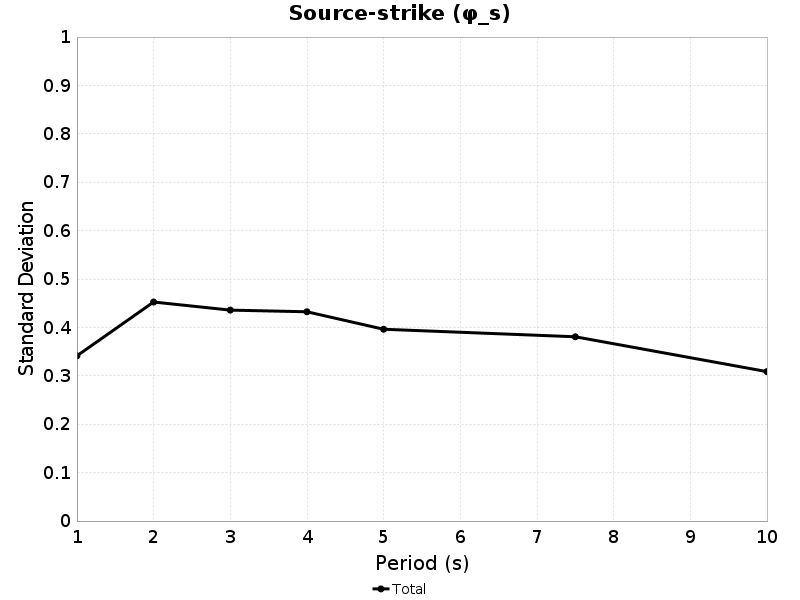 Source-strike (φ_s)
1
0.9
0.8
0.7
0.6
0.5
0.4
0.3
0.2
0.1
0
Standard Deviation
1 2 3 4 5 6 7 8 9 10
Period (s)
Total